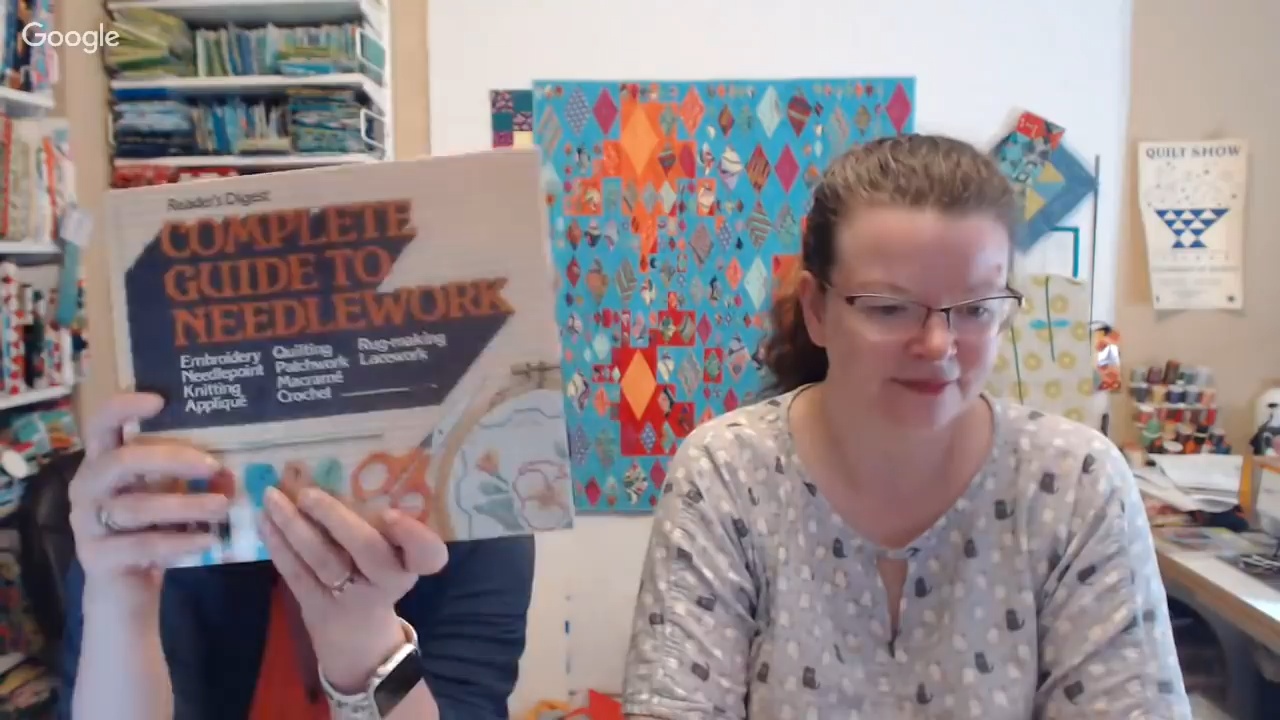 Google
Reader's Digest
COMPLETE
GUIDE TO
NEEDLEWORK
Embroidery
Needlepoint
Knitting
Appliqué
Quilting
Patchwork
Macramé
Crochet
Rug-making
Lacework
QUILT SHOW